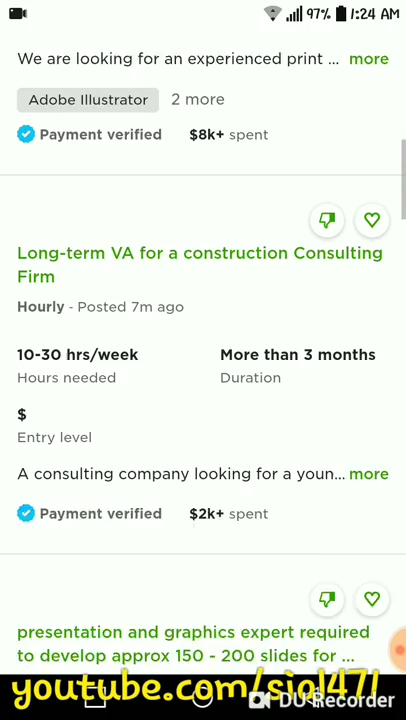 97% 1:24 AM
We are looking for an experienced print ... more
Adobe Illustrator 2 more
Payment verified $8k+ spent
Long-term VA for a construction Consulting
Firm
Hourly - Posted 7m ago
10-30 hrs/week More than 3 months
Hours needed Duration
$
Entry level
A consulting company looking for a youn... more
Payment verified $2k+ spent
presentation and graphics expert required
to develop approx 150 - 200 slides for ...
DU Recorder